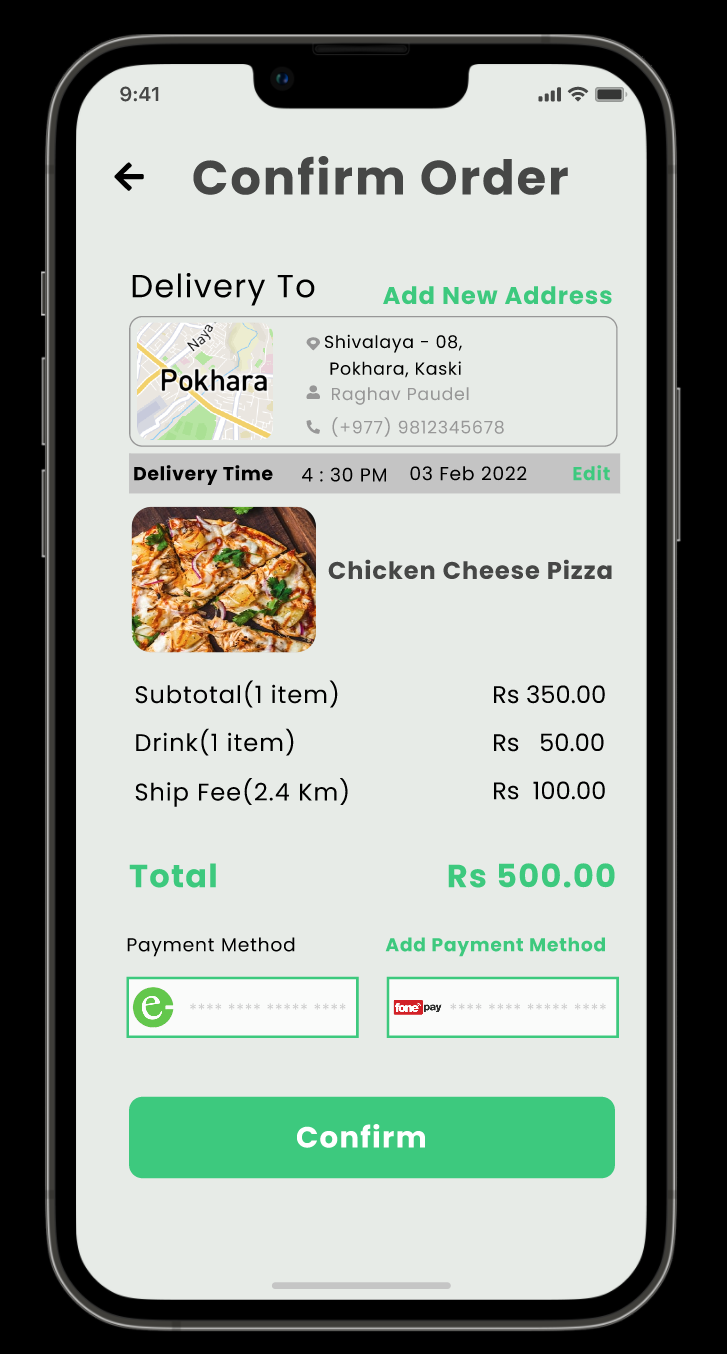 9:41
Confirm Order
Delivery To
Add New Address
Naya
Pokhara
Shivalaya - 08,
Pokhara, Kaski
Raghav Paudel
(+977) 9812345678
Delivery Time 4 : 30 PM 03 Feb 2022 Edit
Chicken Cheese Pizza
Subtotal(1 item) Rs 350.00
Drink(1 item) Rs 50.00
Ship Fee(2.4 Km) Rs 100.00
Total Rs 500.00
Payment Method Add Payment Method
e **** **** ***** **** fonepay **** **** ***** ****
Confirm